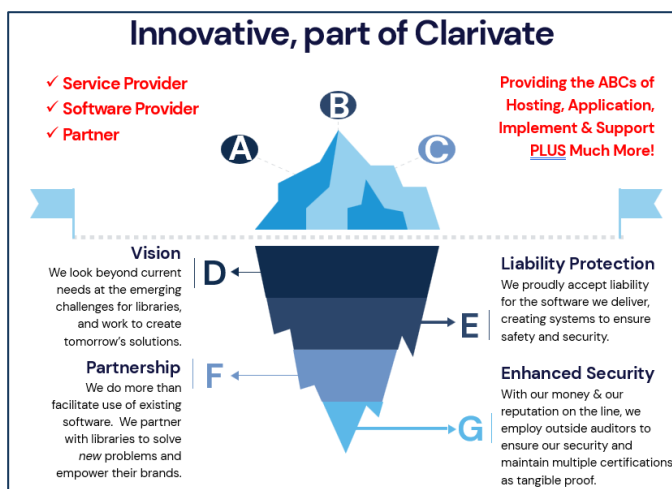 Innovative, part of Clarivate
✓ Service Provider
✓ Software Provider
✓ Partner
Providing the ABCs of
Hosting, Application,
Implement & Support
PLUS Much More!
A
B
C
Vision
We look beyond current
needs at the emerging
challenges for libraries,
and work to create
tomorrow's solutions.
D
Liability Protection
We proudly accept liability
for the software we deliver,
creating systems to ensure
safety and security.
E
Partnership
We do more than
facilitate use of existing
software. We partner
with libraries to solve
new problems and
empower their brands.
F
Enhanced Security
With our money & our
reputation on the line, we
employ outside auditors to
ensure our security and
maintain multiple certifications
as tangible proof.
G